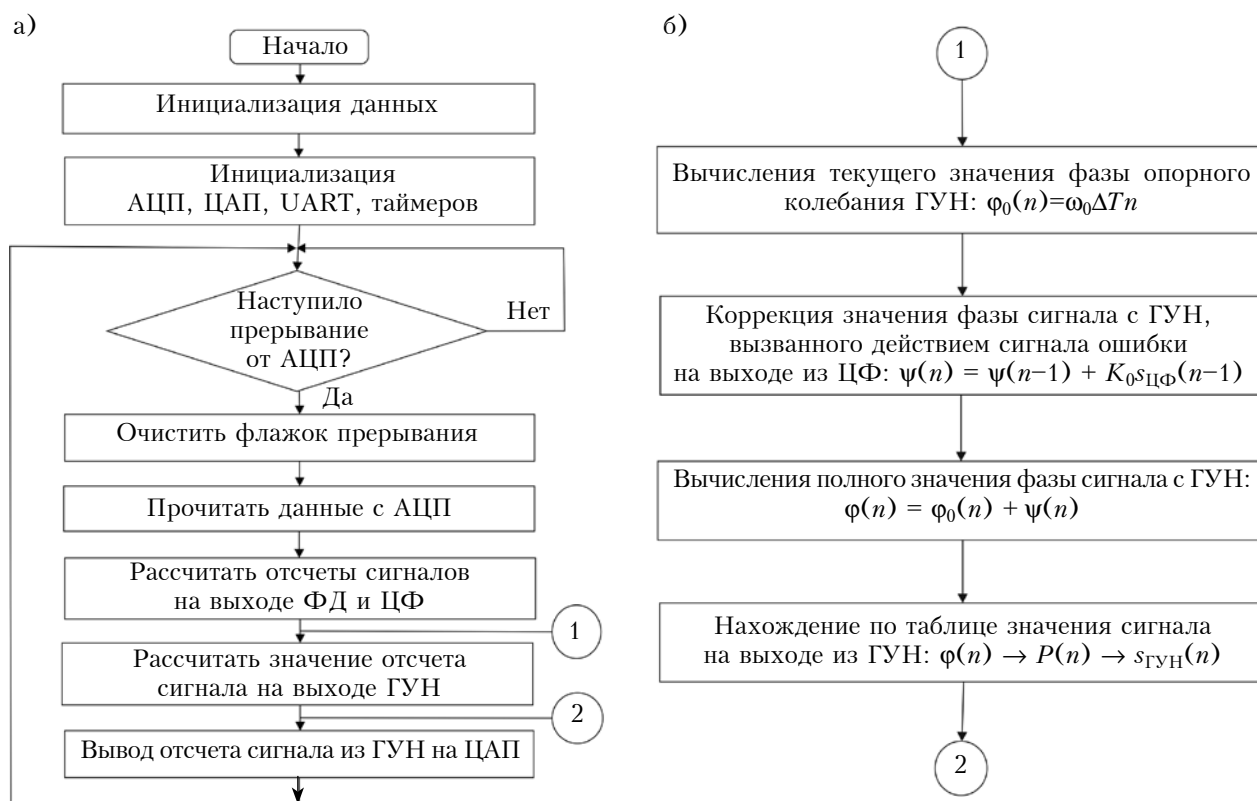 а)
Начало
Инициализация данных
Инициализация
АЦП, ЦАП, UART, таймеров
Наступило
прерывание
от АЦП?
Нет
Да
Очистить флажок прерывания
Прочитать данные с АЦП
Рассчитать отсчеты сигналов
на выходе ФД и ЦФ
1
Рассчитать значение отсчета
сигнала на выходе ГУН
2
Вывод отсчета сигнала из ГУН на ЦАП
б)
1
Вычисления текущего значения фазы опорного
колебания ГУН: φ₀(n)=ω₀ΔTn
Коррекция значения фазы сигнала с ГУН,
вызванного действием сигнала ошибки
на выходе из ЦФ: ψ(n) = ψ(n−1) + K₀s_ЦФ(n−1)
Вычисления полного значения фазы сигнала с ГУН:
φ(n) = φ₀(n) + ψ(n)
Нахождение по таблице значения сигнала
на выходе из ГУН: φ(n) → P(n) → s_ГУН(n)
2